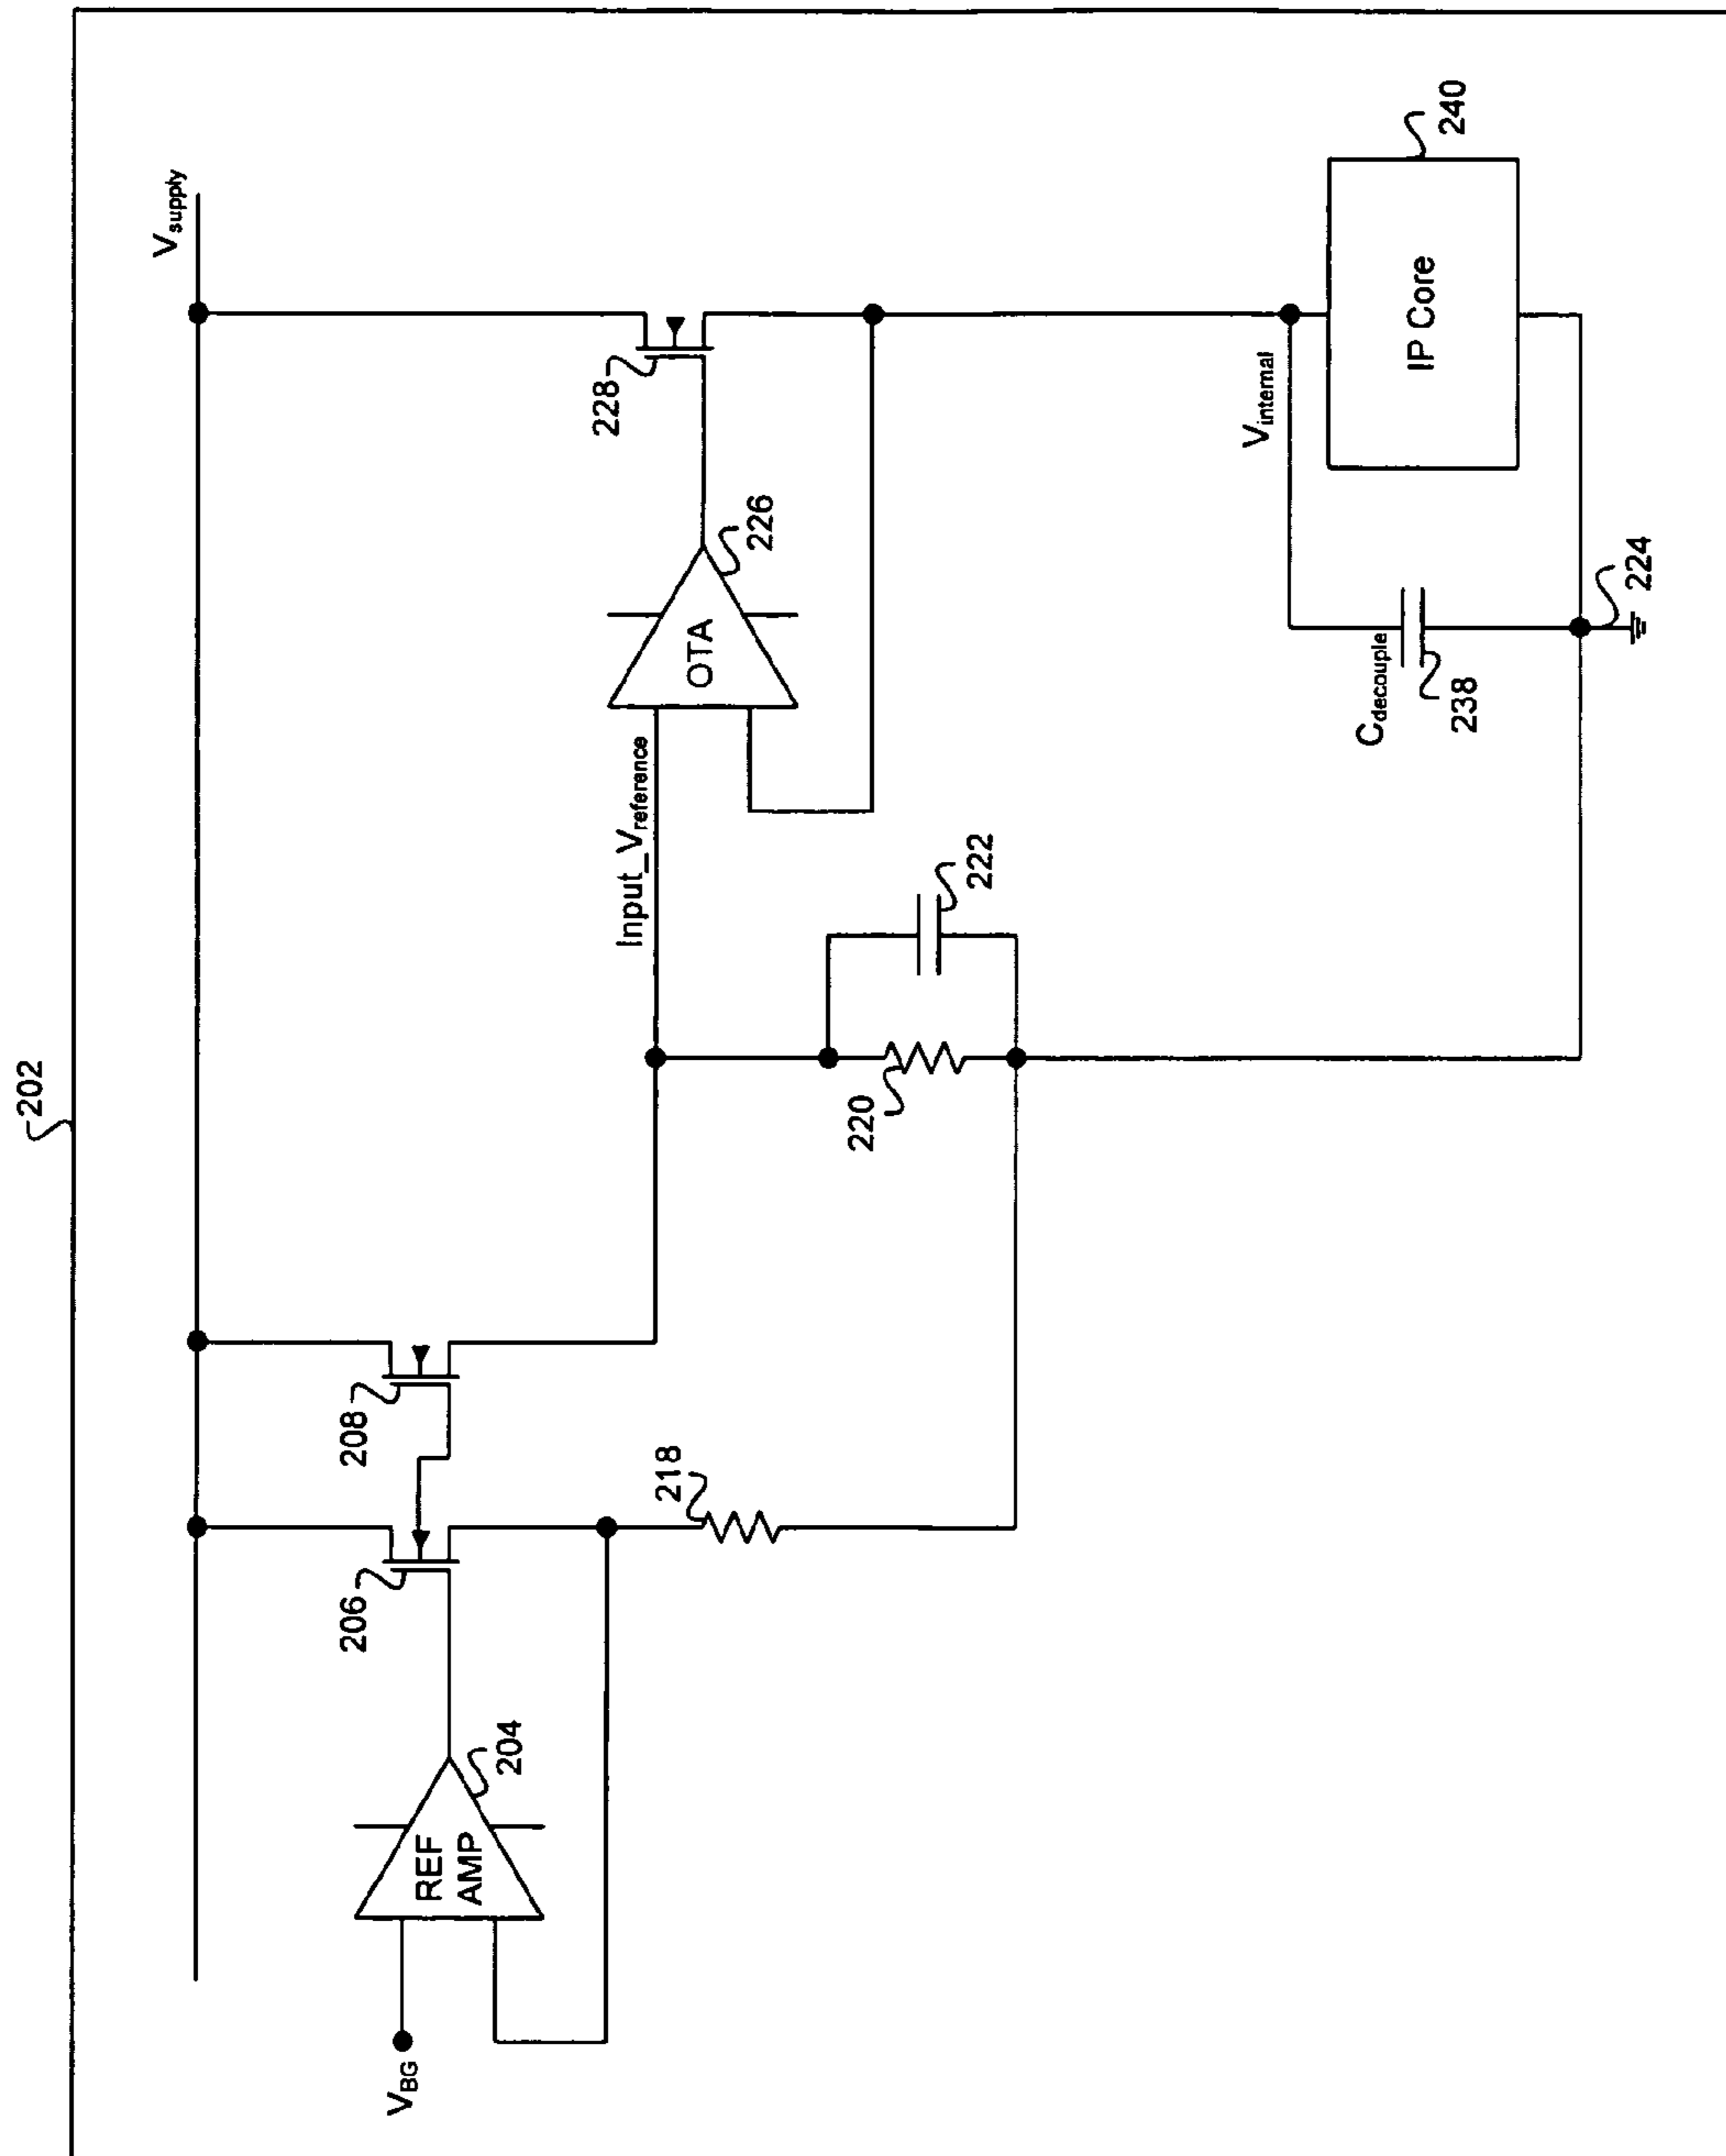 202
V_supply
206
208
228
REF
AMP
204
V_BG
218
Input_V_reference
OTA
226
220
222
V_internal
C_decouple
238
IP Core
240
224